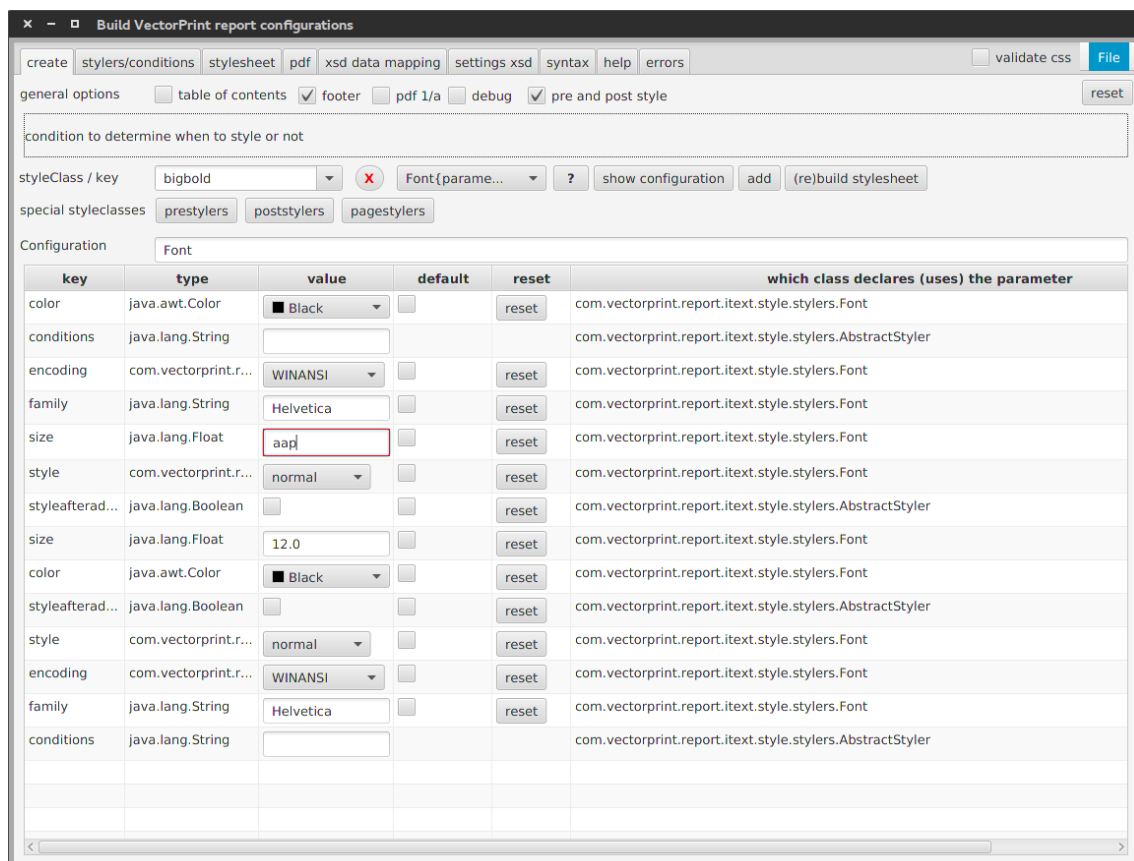 Build VectorPrint report configurations
create stylers/conditions stylesheet pdf xsd data mapping settings xsd syntax help errors validate css File
general options table of contents footer pdf 1/a debug pre and post style reset
condition to determine when to style or not
styleClass / key bigbold X Font{parame... ? show configuration add (re)build stylesheet
special styleclasses prestylers poststylers pagestylers
Configuration Font
key type value default reset which class declares (uses) the parameter
color java.awt.Color Black reset com.vectorprint.report.itext.style.stylers.Font
conditions java.lang.String com.vectorprint.report.itext.style.stylers.AbstractStyler
encoding com.vectorprint.r... WINANSI reset com.vectorprint.report.itext.style.stylers.Font
family java.lang.String Helvetica reset com.vectorprint.report.itext.style.stylers.Font
size java.lang.Float aap reset com.vectorprint.report.itext.style.stylers.Font
style com.vectorprint.r... normal reset com.vectorprint.report.itext.style.stylers.Font
styleafterad... java.lang.Boolean reset com.vectorprint.report.itext.style.stylers.AbstractStyler
size java.lang.Float 12.0 reset com.vectorprint.report.itext.style.stylers.Font
color java.awt.Color Black reset com.vectorprint.report.itext.style.stylers.Font
styleafterad... java.lang.Boolean reset com.vectorprint.report.itext.style.stylers.AbstractStyler
style com.vectorprint.r... normal reset com.vectorprint.report.itext.style.stylers.Font
encoding com.vectorprint.r... WINANSI reset com.vectorprint.report.itext.style.stylers.Font
family java.lang.String Helvetica reset com.vectorprint.report.itext.style.stylers.Font
conditions java.lang.String com.vectorprint.report.itext.style.stylers.AbstractStyler